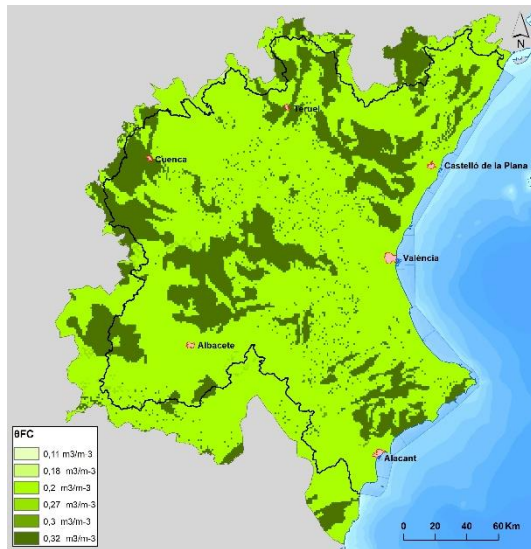 N
Teruel
Cuenca
Castelló de la Plana
València
Albacete
Alacant
θFC
0,11 m3/m-3
0,18 m3/m-3
0,2 m3/m-3
0,27 m3/m-3
0,3 m3/m-3
0,32 m3/m-3
0 20 40 60 Km